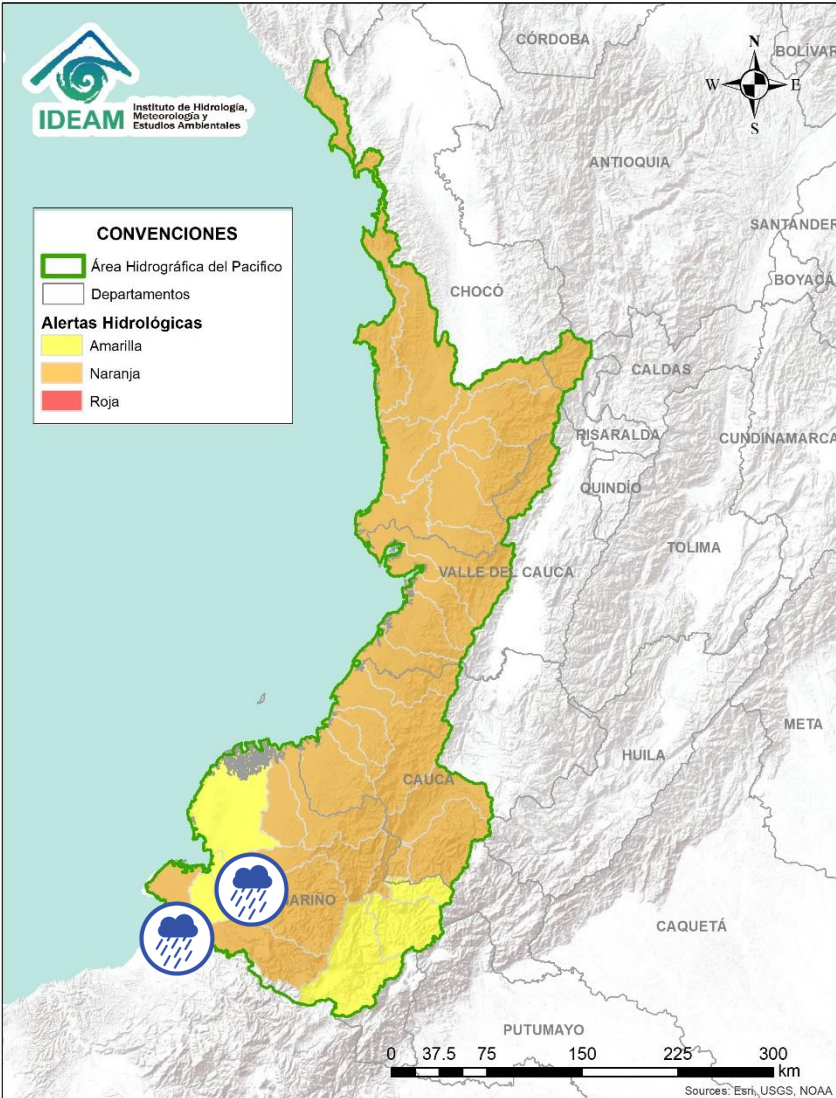 IDEAM
Instituto de Hidrología,
Meteorología y
Estudios Ambientales
CÓRDOBA
BOLÍVAR
N
W
E
S
ANTIOQUIA
SANTANDER
BOYACÁ
CONVENCIONES
Área Hidrográfica del Pacifico
Departamentos
Alertas Hidrológicas
Amarilla
Naranja
Roja
CHOCÓ
CALDAS
RISARALDA
CUNDINAMARCA
QUINDÍO
TOLIMA
VALLE DEL CAUCA
META
HUILA
CAUCA
ARIÑO
CAQUETÁ
PUTUMAYO
0 37.5 75 150 225 300
km
Sources: Esri, USGS, NOAA